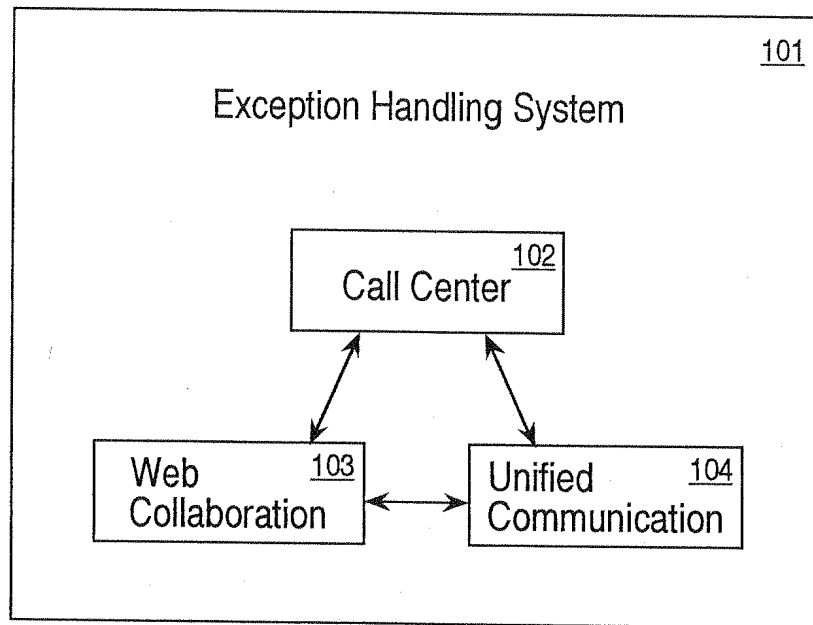 101
Exception Handling System
102
Call Center
103
Web
Collaboration
104
Unified
Communication